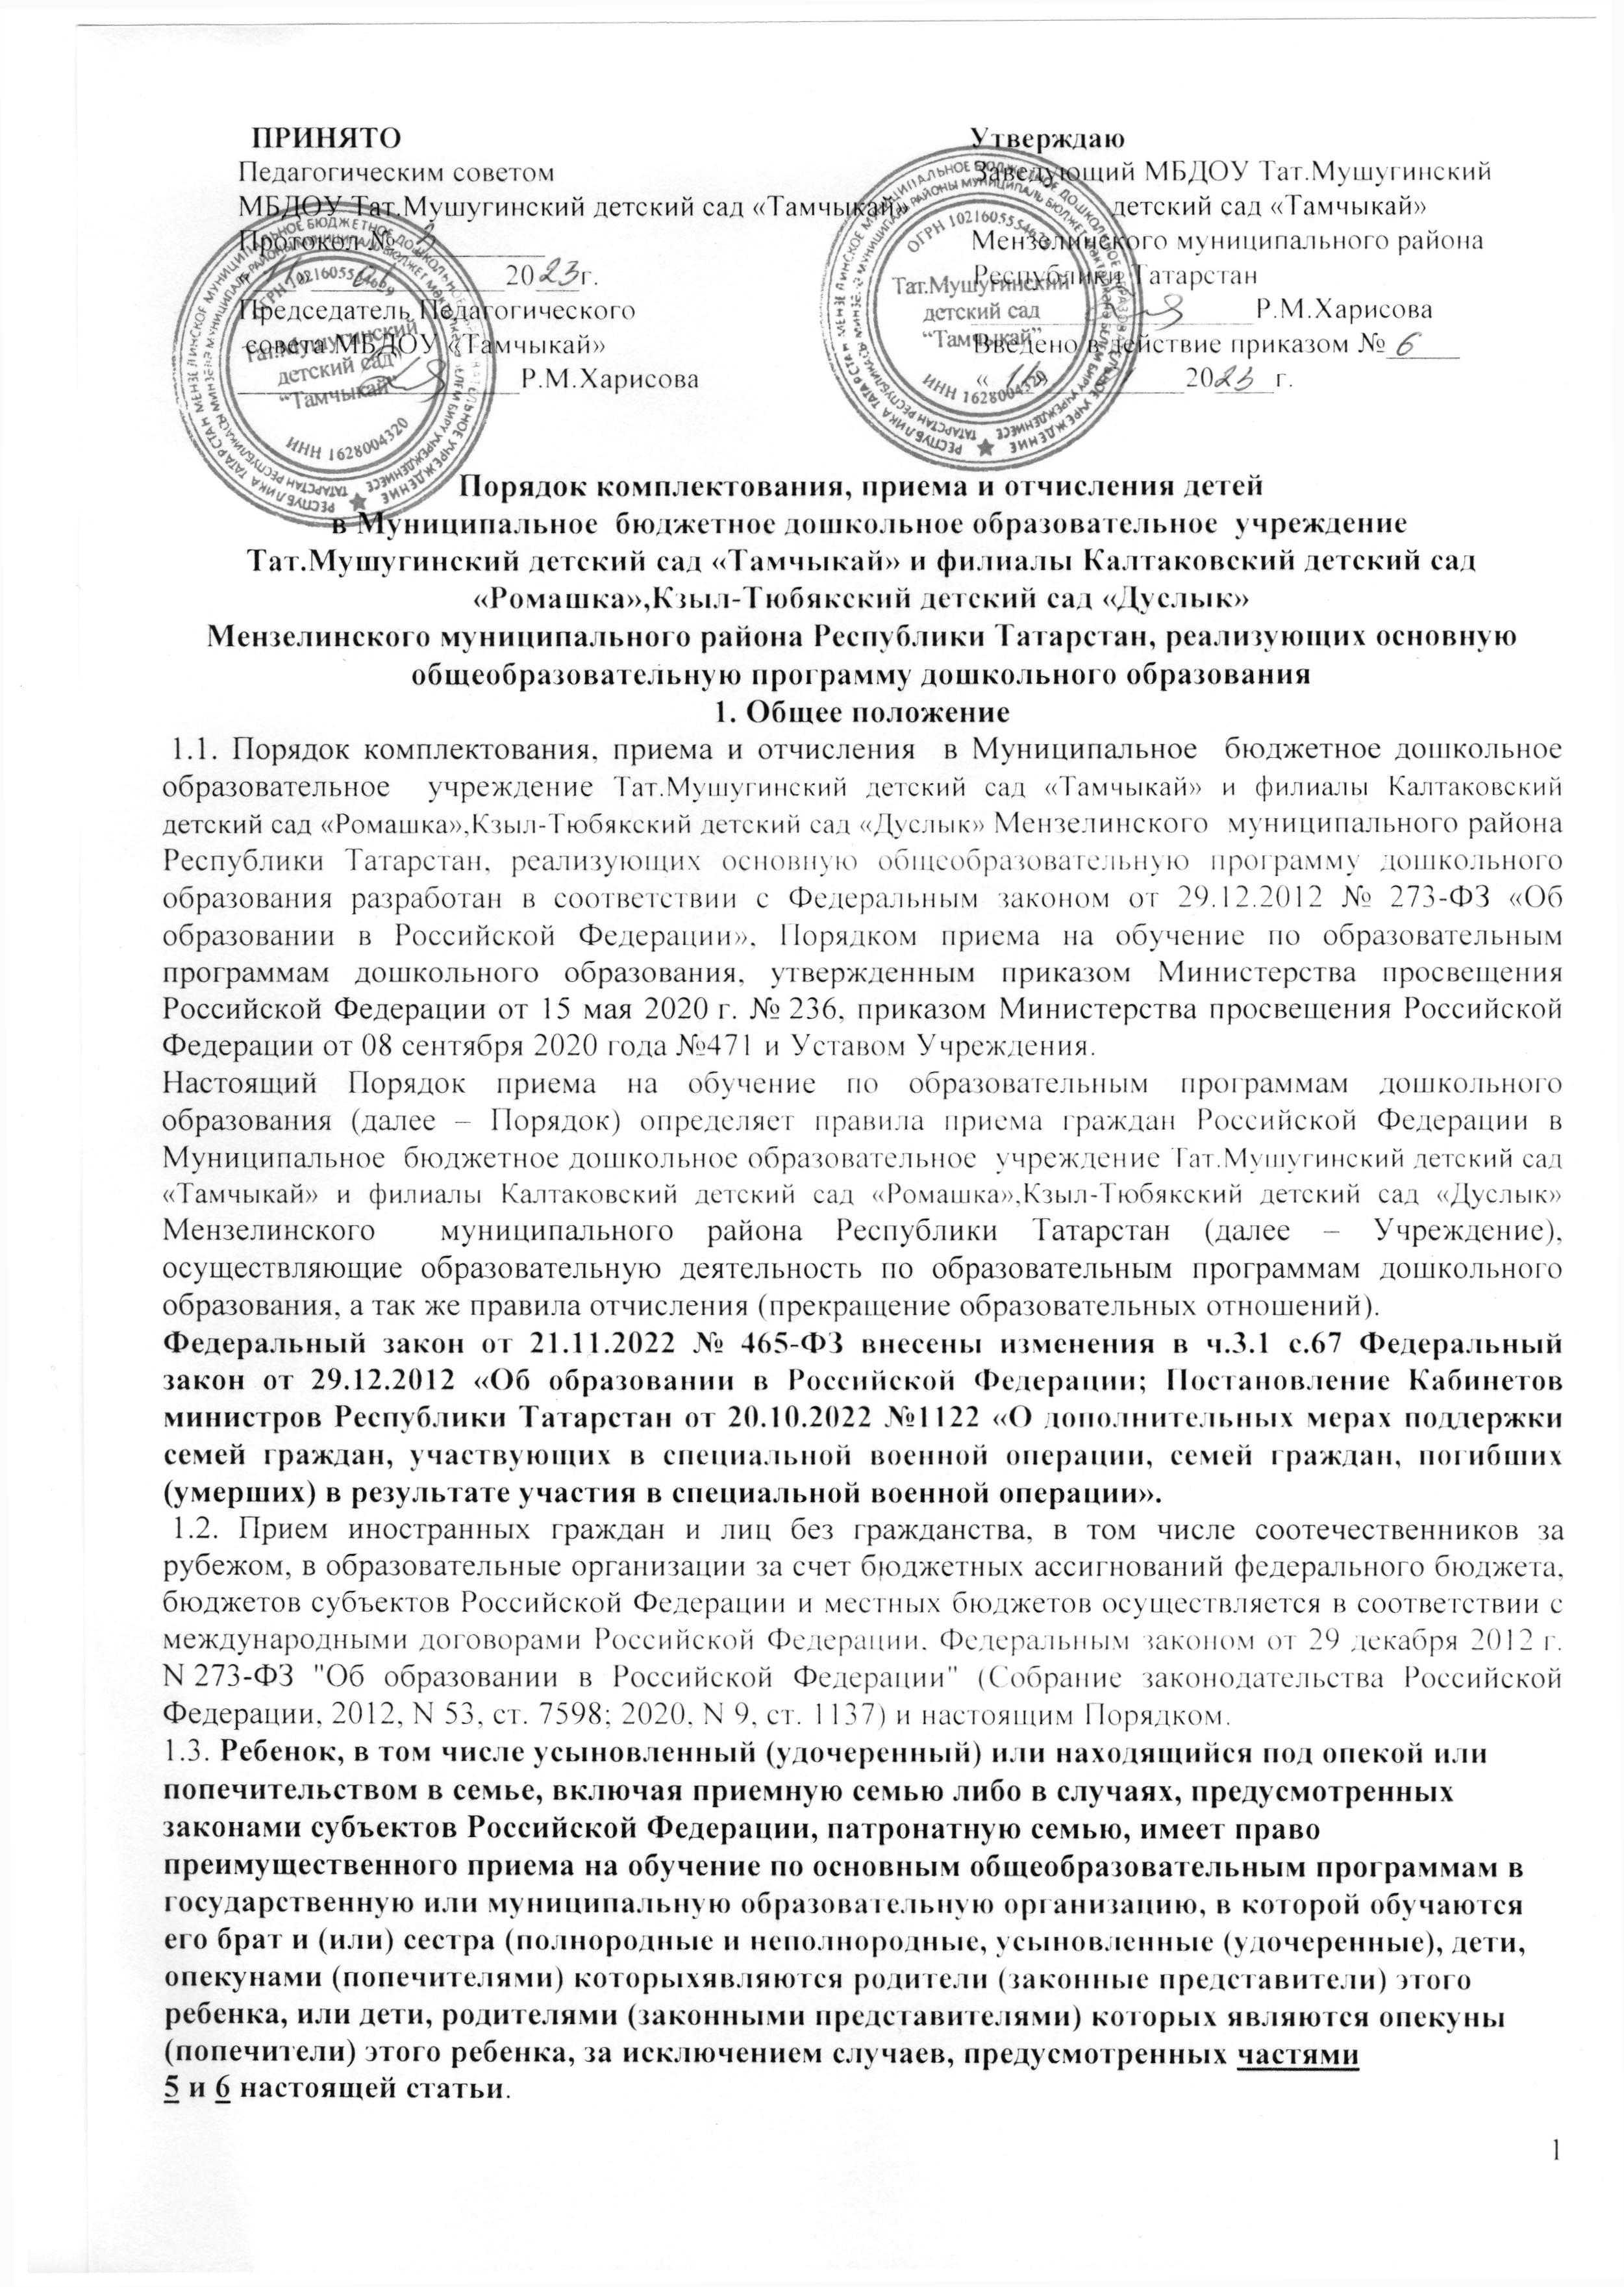 ПРИНЯТО
Педагогическим советом
МБДОУ Тат.Мушугинский детский сад «Тамчыкай»
Протокол №
2023г.
Председатель Педагогического
совета МБДОУ «Тамчыкай»
Р.М.Харисова
Утверждаю
Заведующий МБДОУ Тат.Мушугинский
детский сад «Тамчыкай»
Мензелинского муниципального района
Республики Татарстан
Р.М.Харисова
Введено в действие приказом № 6
« » 2023 г.
Тат.Мушугинский
детский сад
“Тамчыкай”
ИНН 1628004320
Тат.Мушугинский
детский сад
“Тамчыкай”
ИНН 1628004320
Порядок комплектования, приема и отчисления детей
в Муниципальное бюджетное дошкольное образовательное учреждение
Тат.Мушугинский детский сад «Тамчыкай» и филиалы Калтаковский детский сад
«Ромашка»,Кзыл-Тюбякский детский сад «Дуслык»
Мензелинского муниципального района Республики Татарстан, реализующих основную
общеобразовательную программу дошкольного образования
1. Общее положение
1.1. Порядок комплектования, приема и отчисления в Муниципальное бюджетное дошкольное
образовательное учреждение Тат.Мушугинский детский сад «Тамчыкай» и филиалы Калтаковский
детский сад «Ромашка»,Кзыл-Тюбякский детский сад «Дуслык» Мензелинского муниципального района
Республики Татарстан, реализующих основную общеобразовательную программу дошкольного
образования разработан в соответствии с Федеральным законом от 29.12.2012 № 273-ФЗ «Об
образовании в Российской Федерации», Порядком приема на обучение по образовательным
программам дошкольного образования, утвержденным приказом Министерства просвещения
Российской Федерации от 15 мая 2020 г. № 236, приказом Министерства просвещения Российской
Федерации от 08 сентября 2020 года №471 и Уставом Учреждения.
Настоящий Порядок приема на обучение по образовательным программам дошкольного
образования (далее – Порядок) определяет правила приема граждан Российской Федерации в
Муниципальное бюджетное дошкольное образовательное учреждение Тат.Мушугинский детский сад
«Тамчыкай» и филиалы Калтаковский детский сад «Ромашка»,Кзыл-Тюбякский детский сад «Дуслык»
Мензелинского муниципального района Республики Татарстан (далее – Учреждение),
осуществляющие образовательную деятельность по образовательным программам дошкольного
образования, а так же правила отчисления (прекращение образовательных отношений).
Федеральный закон от 21.11.2022 № 465-ФЗ внесены изменения в ч.3.1 с.67 Федеральный
закон от 29.12.2012 «Об образовании в Российской Федерации; Постановление Кабинетов
министров Республики Татарстан от 20.10.2022 №1122 «О дополнительных мерах поддержки
семей граждан, участвующих в специальной военной операции, семей граждан, погибших
(умерших) в результате участия в специальной военной операции».
1.2. Прием иностранных граждан и лиц без гражданства, в том числе соотечественников за
рубежом, в образовательные организации за счет бюджетных ассигнований федерального бюджета,
бюджетов субъектов Российской Федерации и местных бюджетов осуществляется в соответствии с
международными договорами Российской Федерации, Федеральным законом от 29 декабря 2012 г.
N 273-ФЗ "Об образовании в Российской Федерации" (Собрание законодательства Российской
Федерации, 2012, N 53, ст. 7598; 2020, N 9, ст. 1137) и настоящим Порядком.
1.3. Ребенок, в том числе усыновленный (удочеренный) или находящийся под опекой или
попечительством в семье, включая приемную семью либо в случаях, предусмотренных
законами субъектов Российской Федерации, патронатную семью, имеет право
преимущественного приема на обучение по основным общеобразовательным программам в
государственную или муниципальную образовательную организацию, в которой обучаются
его брат и (или) сестра (полнородные и неполнородные, усыновленные (удочеренные), дети,
опекунами (попечителями) которыхявляются родители (законные представители) этого
ребенка, или дети, родителями (законными представителями) которых являются опекуны
(попечители) этого ребенка, за исключением случаев, предусмотренных частями
5 и 6 настоящей статьи.
1